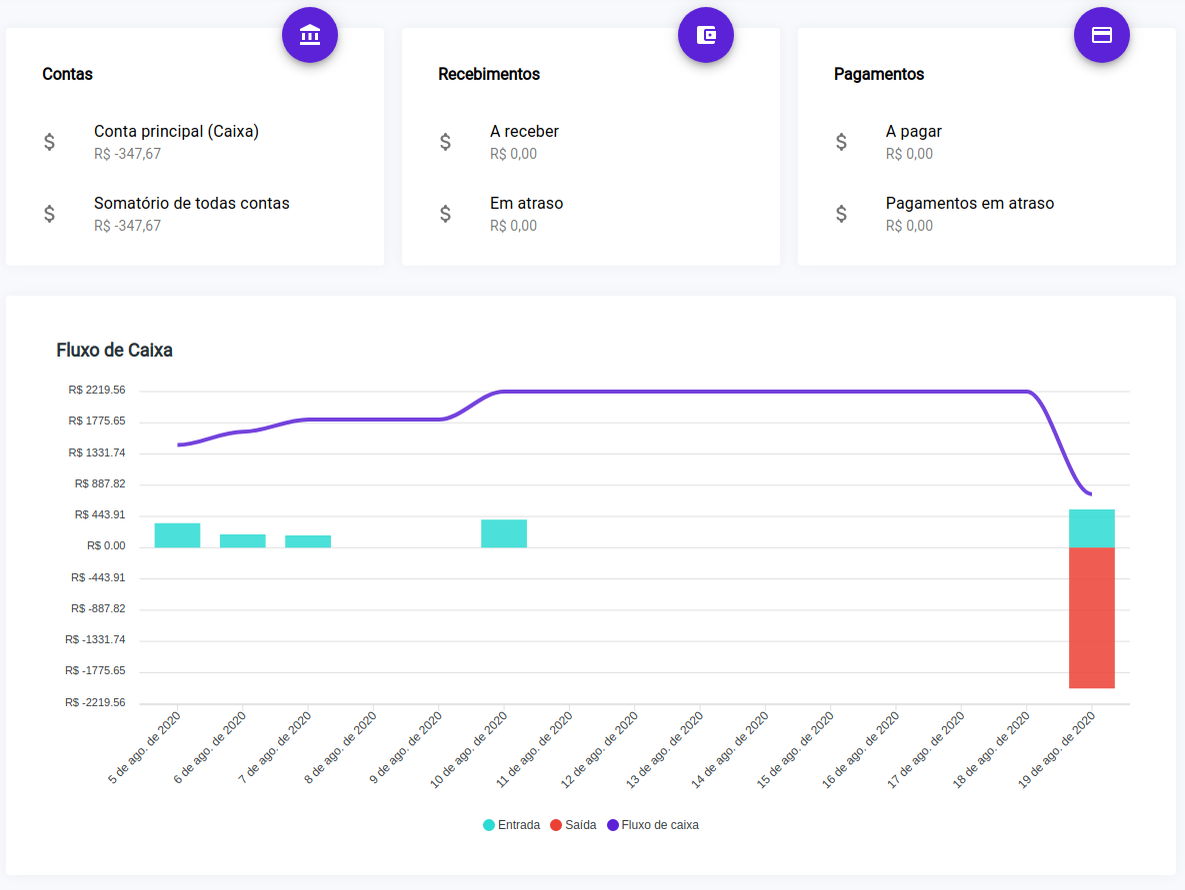 Contas
$ Conta principal (Caixa)
R$ -347,67
$ Somatório de todas contas
R$ -347,67
Recebimentos
$ A receber
R$ 0,00
$ Em atraso
R$ 0,00
Pagamentos
$ A pagar
R$ 0,00
$ Pagamentos em atraso
R$ 0,00
Fluxo de Caixa
R$ 2219.56
R$ 1775.65
R$ 1331.74
R$ 887.82
R$ 443.91
R$ 0.00
R$ -443.91
R$ -887.82
R$ -1331.74
R$ -1775.65
R$ -2219.56
5 de ago. de 2020
6 de ago. de 2020
7 de ago. de 2020
8 de ago. de 2020
9 de ago. de 2020
10 de ago. de 2020
11 de ago. de 2020
12 de ago. de 2020
13 de ago. de 2020
14 de ago. de 2020
15 de ago. de 2020
16 de ago. de 2020
17 de ago. de 2020
18 de ago. de 2020
19 de ago. de 2020
Entrada Saída Fluxo de caixa